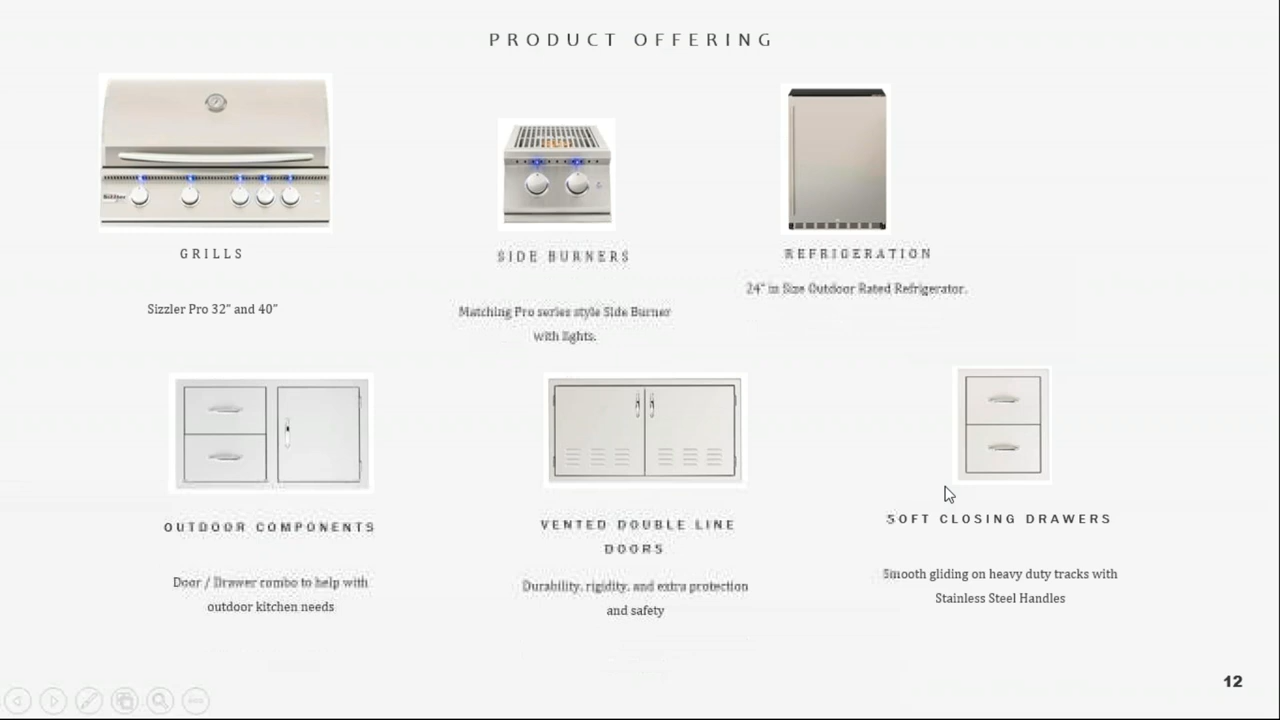 PRODUCT OFFERING
GRILLS
Sizzler Pro 32” and 40”
SIDE BURNERS
Matching Pro series style Side Burner
with lights.
REFRIGERATION
24” in Size Outdoor Rated Refrigerator.
OUTDOOR COMPONENTS
Door / Drawer combo to help with
outdoor kitchen needs
VENTED DOUBLE LINE
DOORS
Durability, rigidity, and extra protection
and safety
SOFT CLOSING DRAWERS
Smooth gliding on heavy duty tracks with
Stainless Steel Handles
12